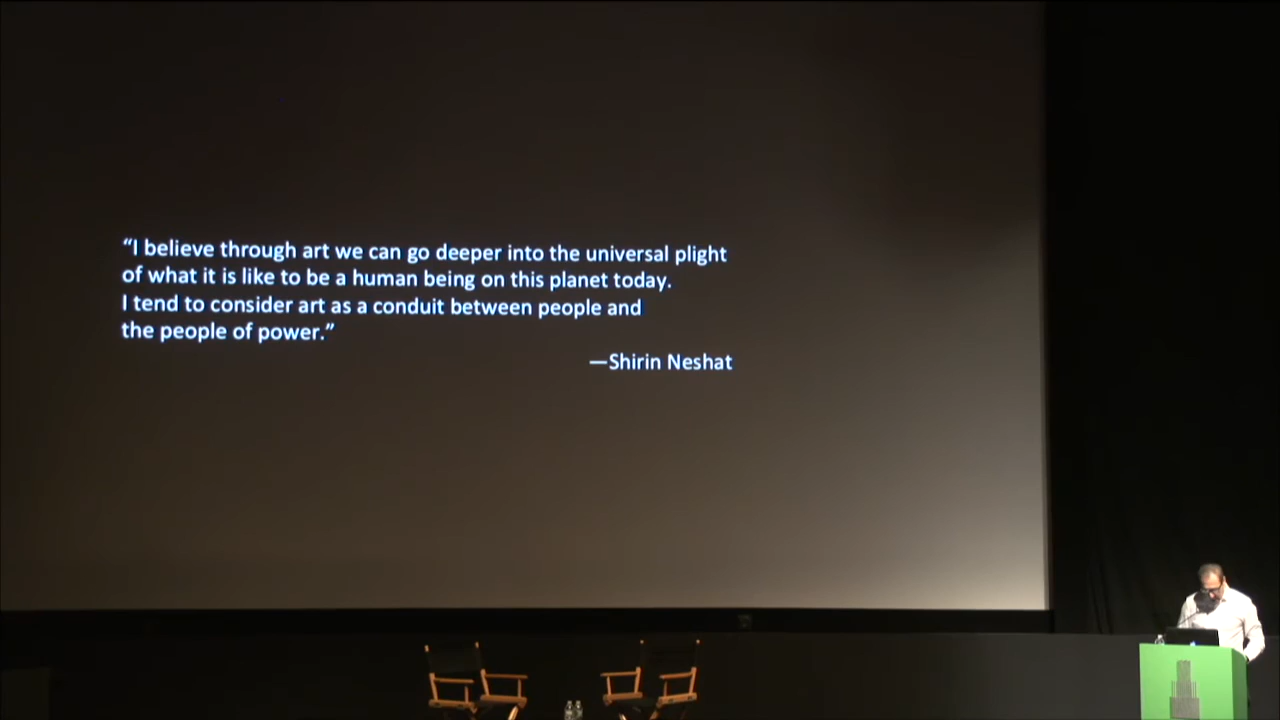 “I believe through art we can go deeper into the universal plight
of what it is like to be a human being on this planet today.
I tend to consider art as a conduit between people and
the people of power.”
—Shirin Neshat